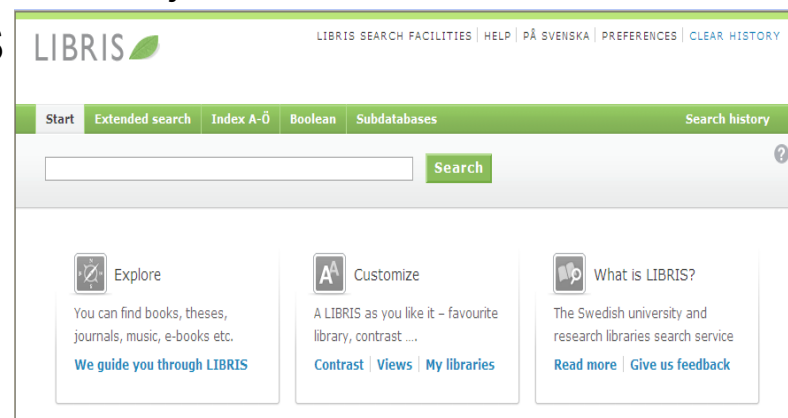 S
LIBRIS
LIBRIS SEARCH FACILITIES | HELP | PÅ SVENSKA | PREFERENCES | CLEAR HISTORY
Start Extended search Index A-Ö Boolean Subdatabases Search history
?
Search
Explore
You can find books, theses,
journals, music, e-books etc.
We guide you through LIBRIS
Customize
A LIBRIS as you like it – favourite
library, contrast ....
Contrast | Views | My libraries
What is LIBRIS?
The Swedish university and
research libraries search service
Read more | Give us feedback